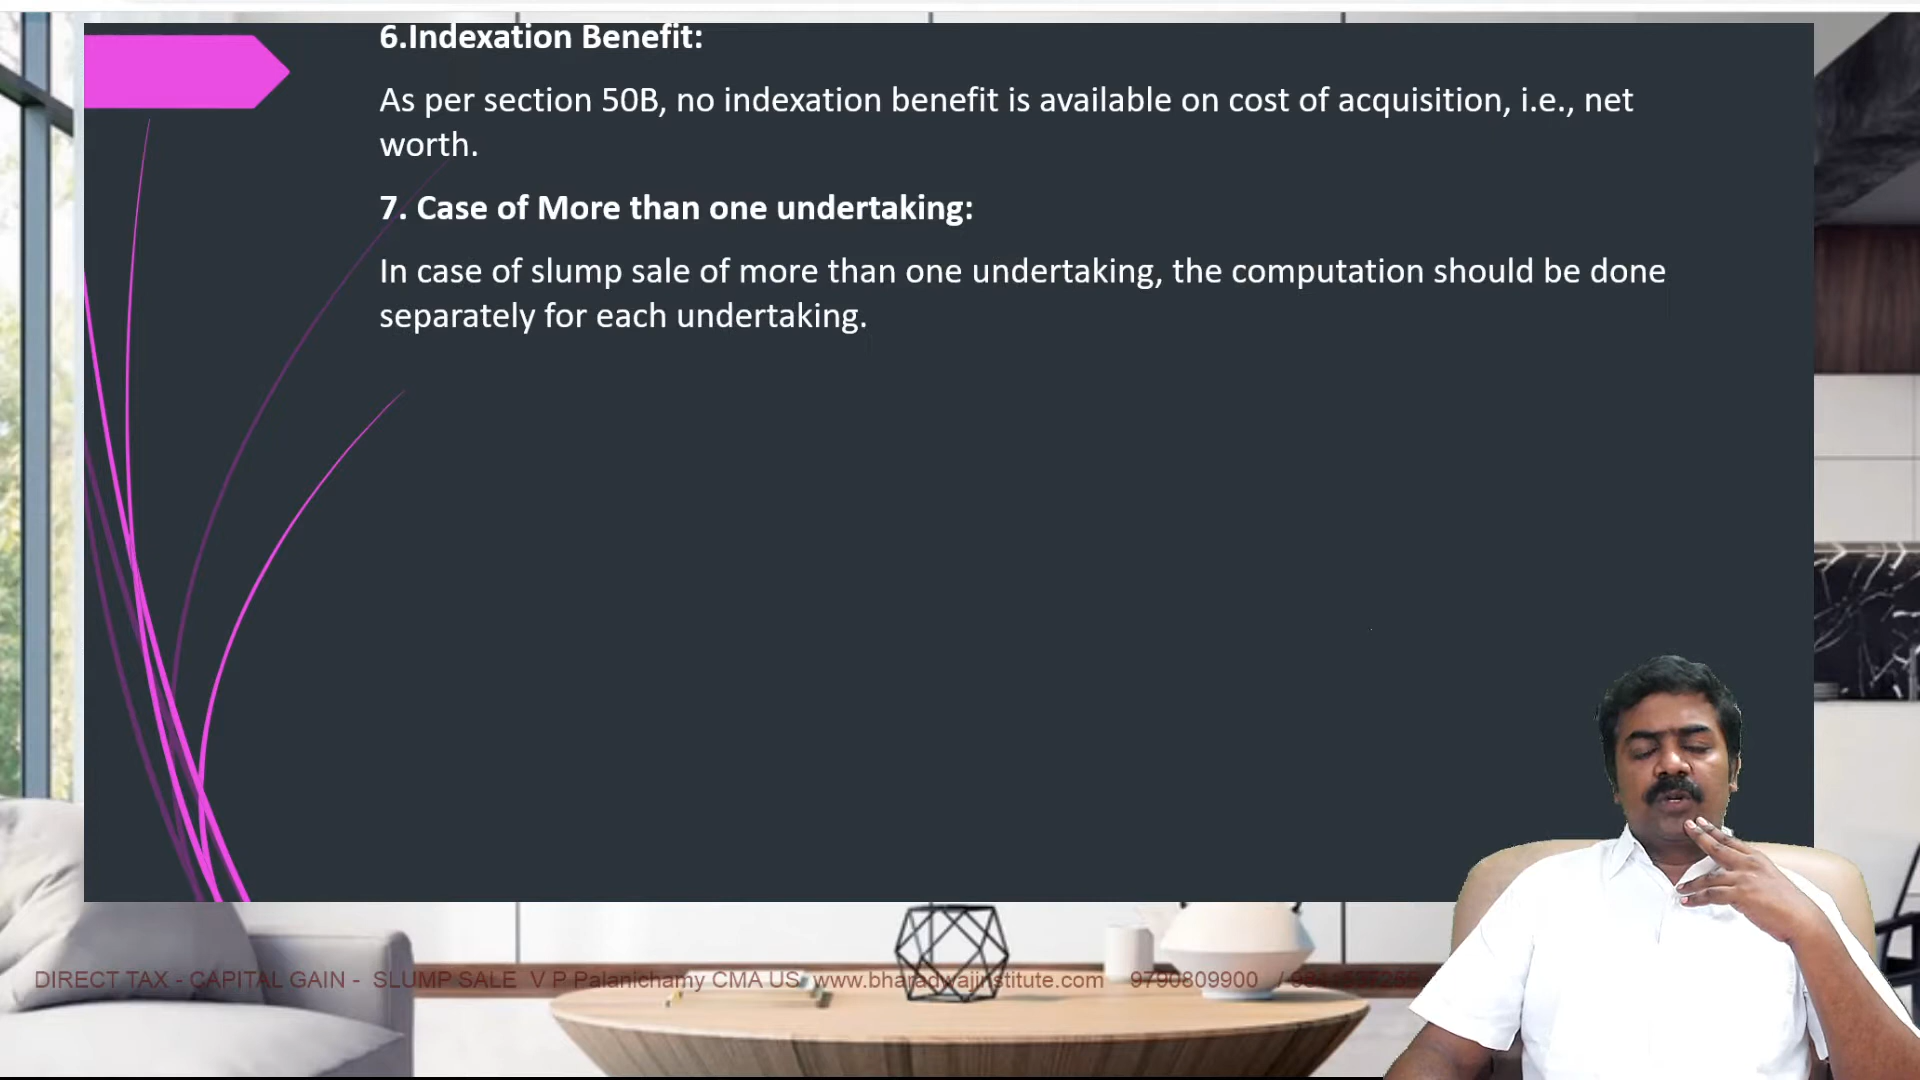 6.Indexation Benefit:
As per section 50B, no indexation benefit is available on cost of acquisition, i.e., net
worth.
7. Case of More than one undertaking:
In case of slump sale of more than one undertaking, the computation should be done
separately for each undertaking.
DIRECT TAX - CAPITAL GAIN - SLUMP SALE V P Palanichamy CMA US www.bharadwajinstitute.com 9790809900 /